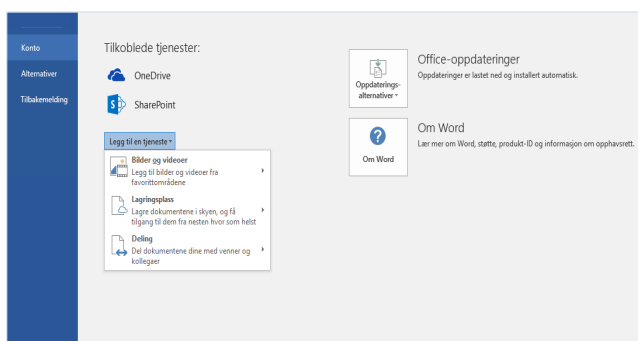 Konto
Alternativer
Tilbakemelding
Tilkoblede tjenester:
OneDrive
SharePoint
Legg til en tjeneste
Bilder og videoer
Legg til bilder og videoer fra
favorittområdene
Lagringsplass
Lagre dokumentene i skyen, og få
tilgang til dem fra nesten hvor som helst
Deling
Del dokumentene dine med venner og
kollegaer
Oppdaterings-
alternativer
Office-oppdateringer
Oppdateringer er lastet ned og installert automatisk.
Om Word
Om Word
Lær mer om Word, støtte, produkt-ID og informasjon om opphavsrett.